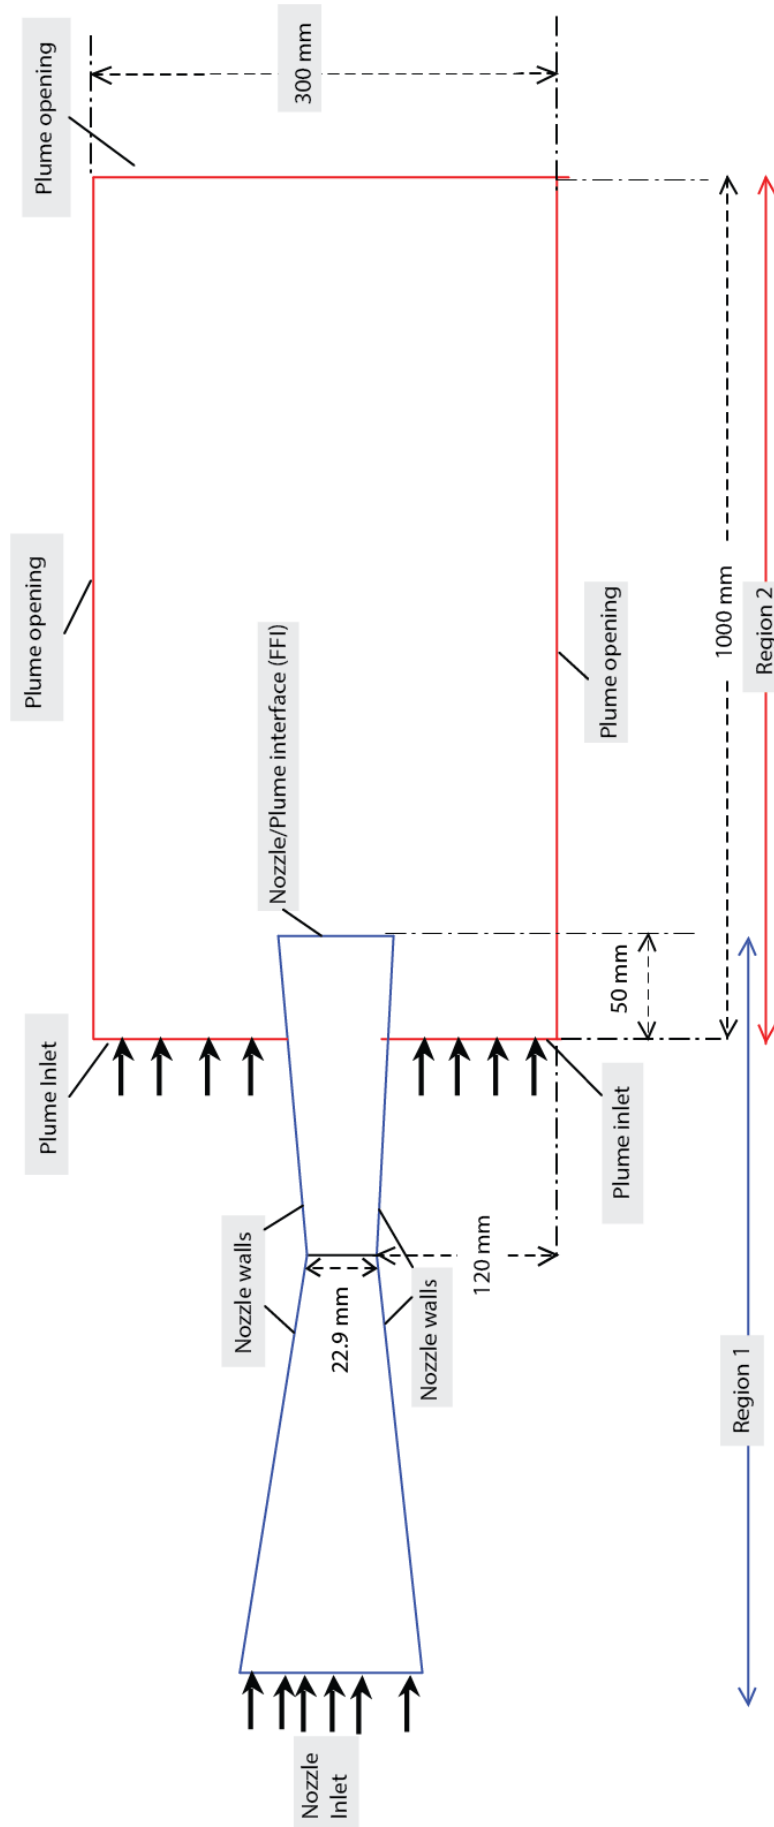 Plume opening
300 mm
Plume opening
Nozzle/Plume interface (FFI)
Plume opening
1000 mm
Region 2
50 mm
Plume Inlet
Plume inlet
Nozzle walls
120 mm
22.9 mm
Nozzle walls
Region 1
Nozzle
Inlet